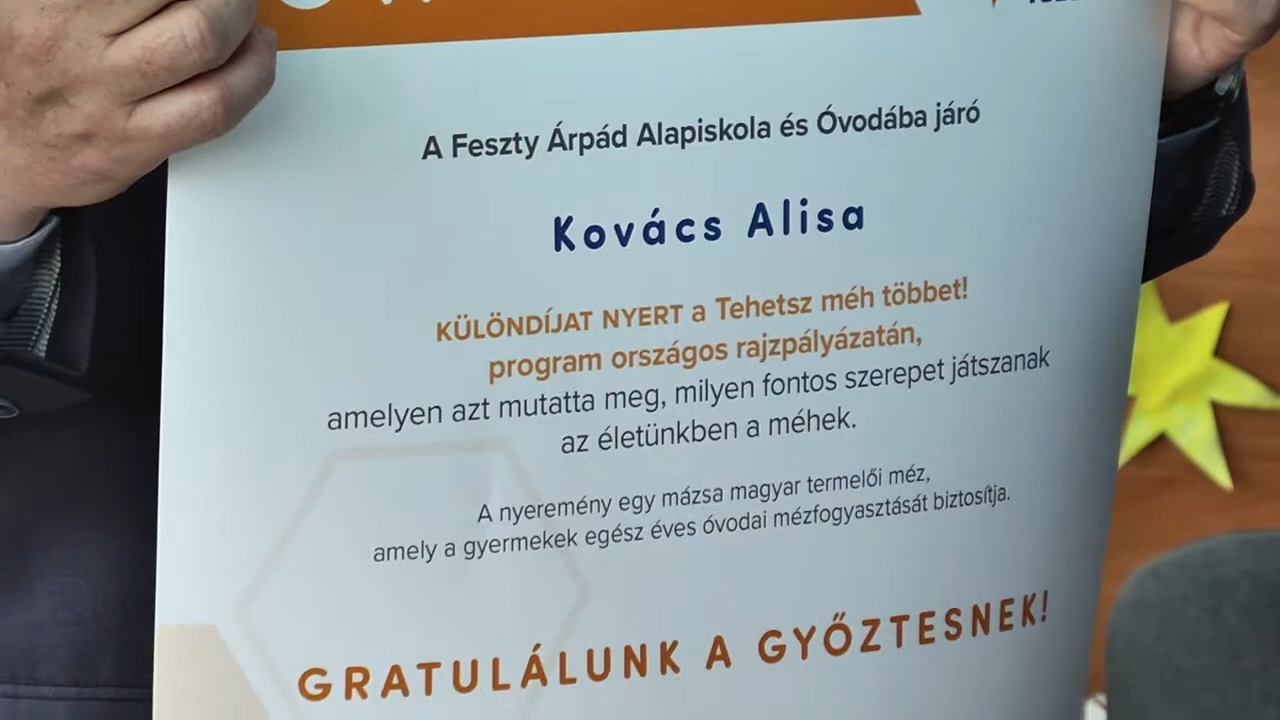 A Feszty Árpád Alapiskola és Óvodába járó
Kovács Alisa
KÜLÖNDÍJAT NYERT a Tehetsz méh többet!
program országos rajzpályázatán,
amelyen azt mutatta meg, milyen fontos szerepet játszanak
az életünkben a méhek.
A nyeremény egy mázsa magyar termelői méz,
amely a gyermekek egész éves óvodai mézfogyasztását biztosítja.
GRATULÁLUNK A GYŐZTESNEK!